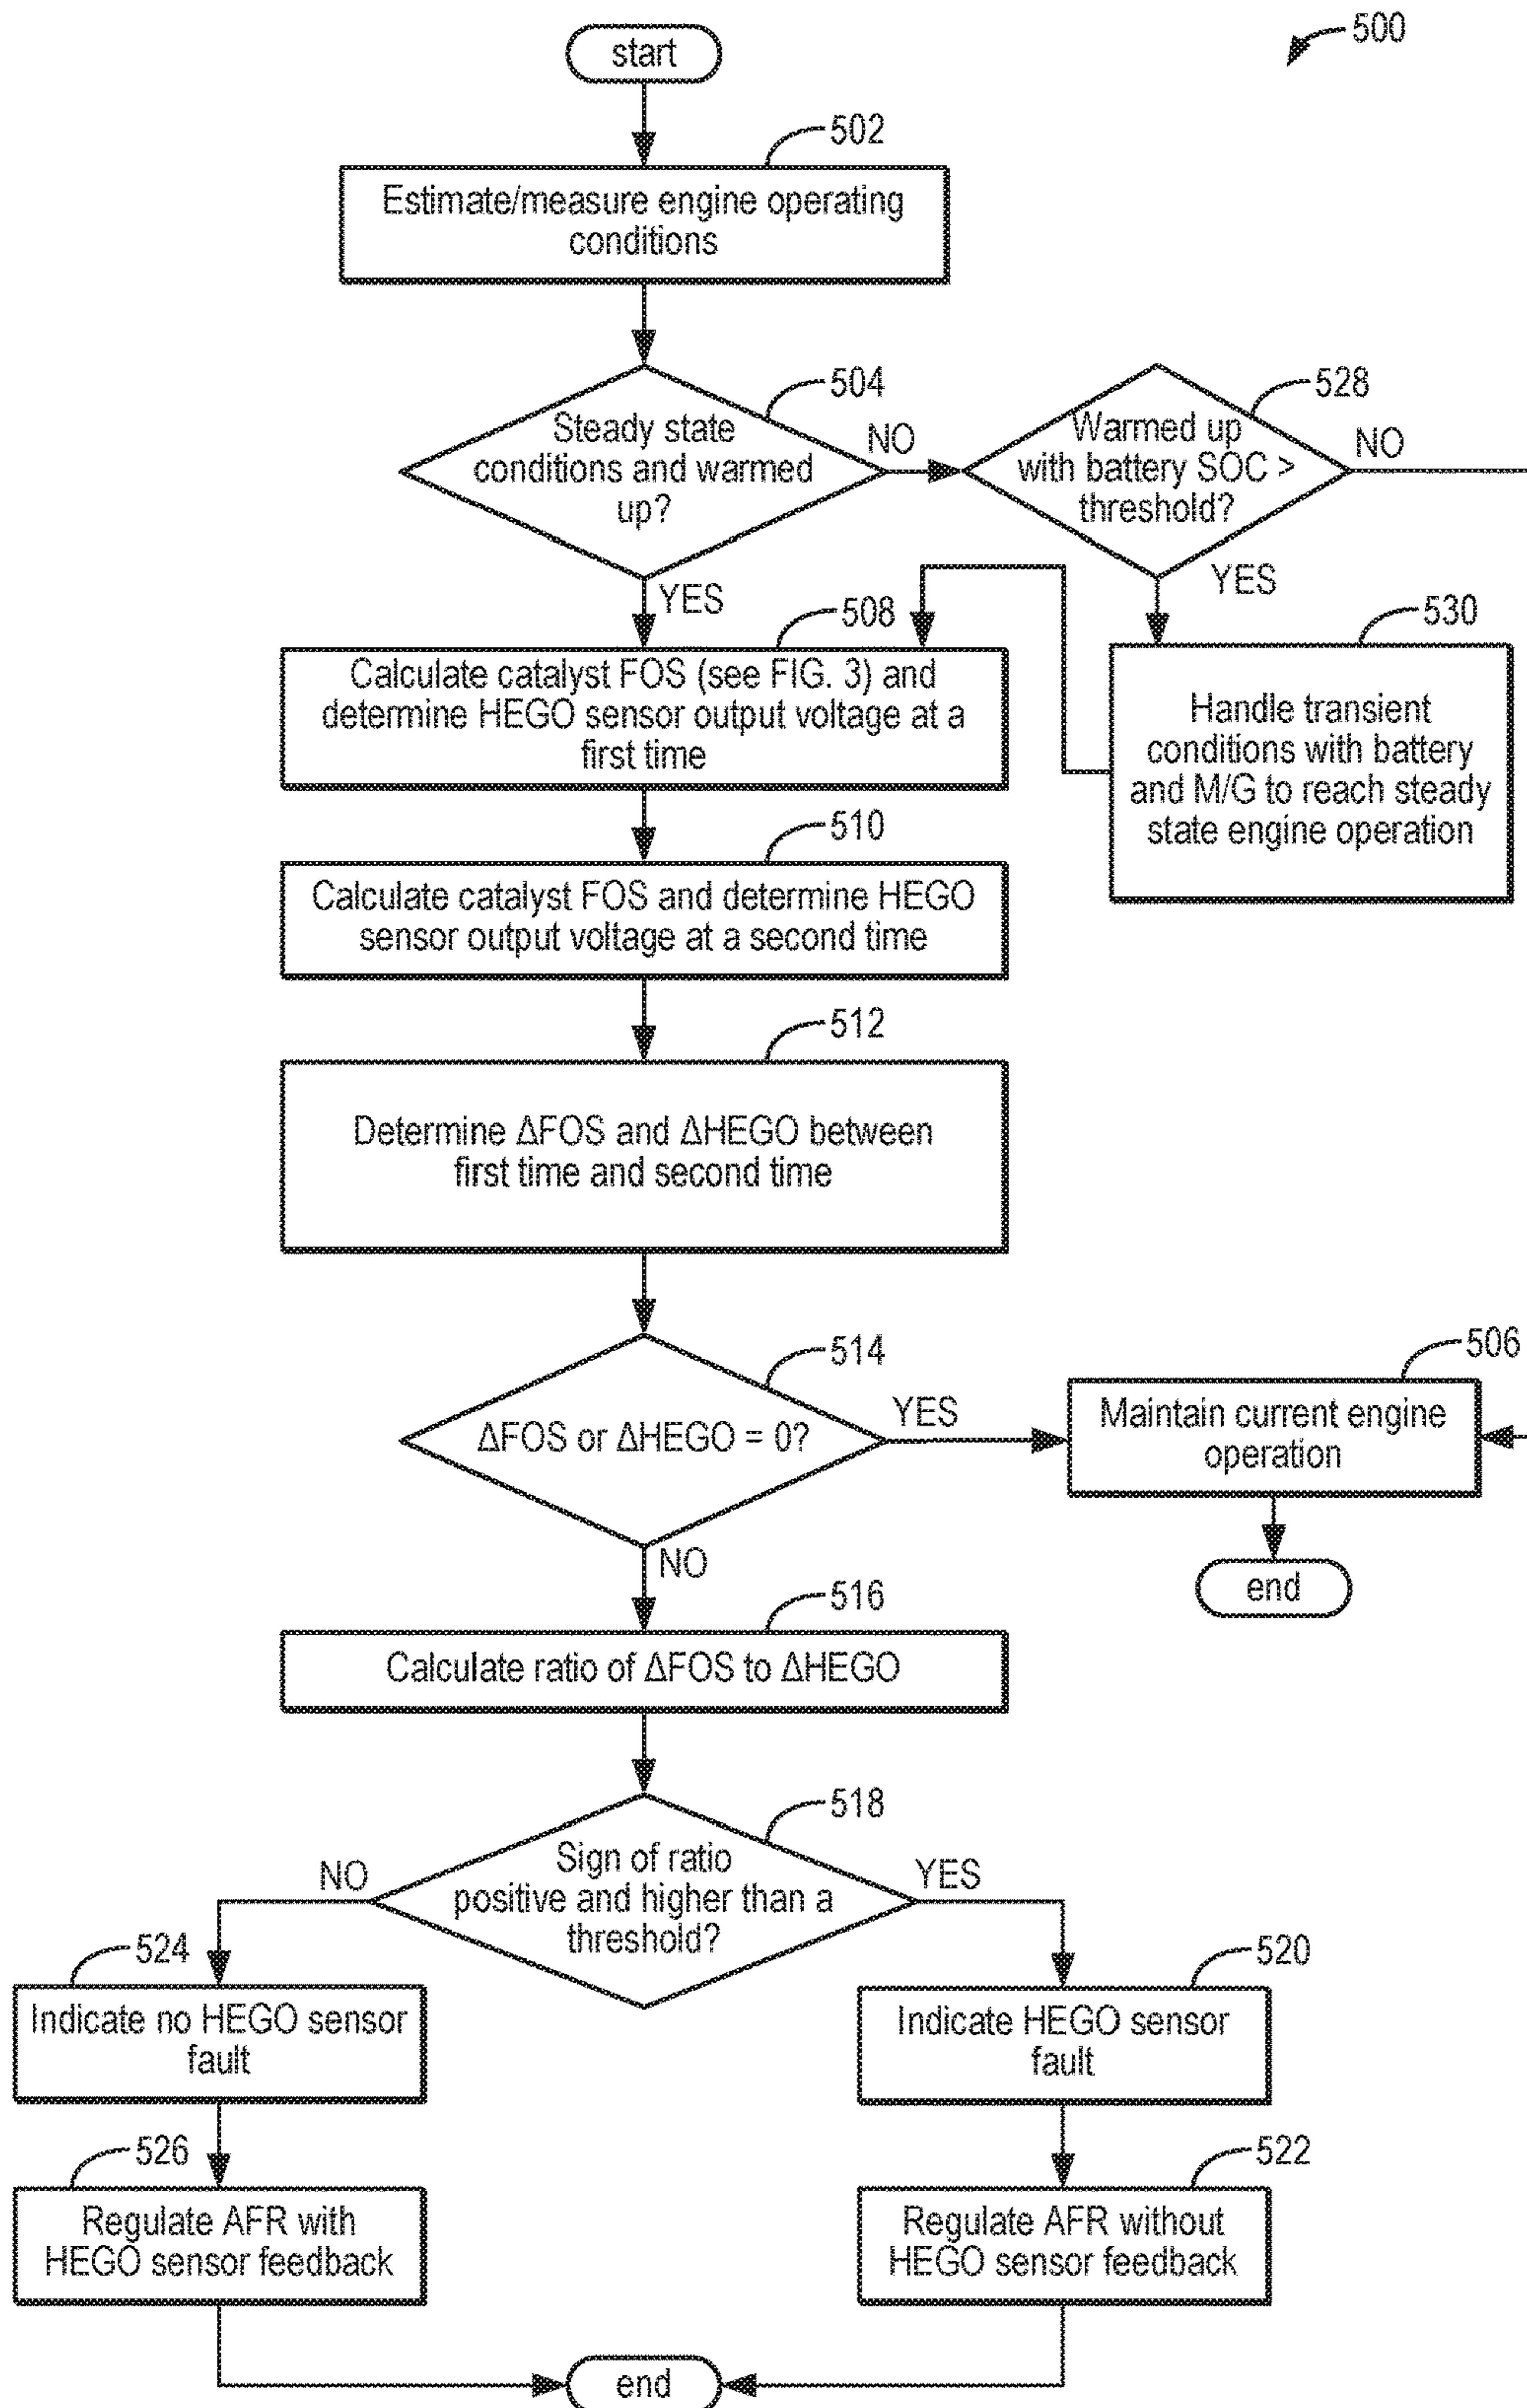 500
start
502
Estimate/measure engine operating
conditions
504
Steady state
conditions and warmed
up?
NO
YES
528
Warmed up
with battery SOC >
threshold?
NO
YES
508
Calculate catalyst FOS (see FIG. 3) and
determine HEGO sensor output voltage at a
first time
530
Handle transient
conditions with battery
and M/G to reach steady
state engine operation
510
Calculate catalyst FOS and determine HEGO
sensor output voltage at a second time
512
Determine ΔFOS and ΔHEGO between
first time and second time
514
ΔFOS or ΔHEGO = 0?
YES
NO
506
Maintain current engine
operation
end
516
Calculate ratio of ΔFOS to ΔHEGO
518
Sign of ratio
positive and higher than a
threshold?
NO
YES
524
Indicate no HEGO sensor
fault
520
Indicate HEGO sensor
fault
526
Regulate AFR with
HEGO sensor feedback
522
Regulate AFR without
HEGO sensor feedback
end